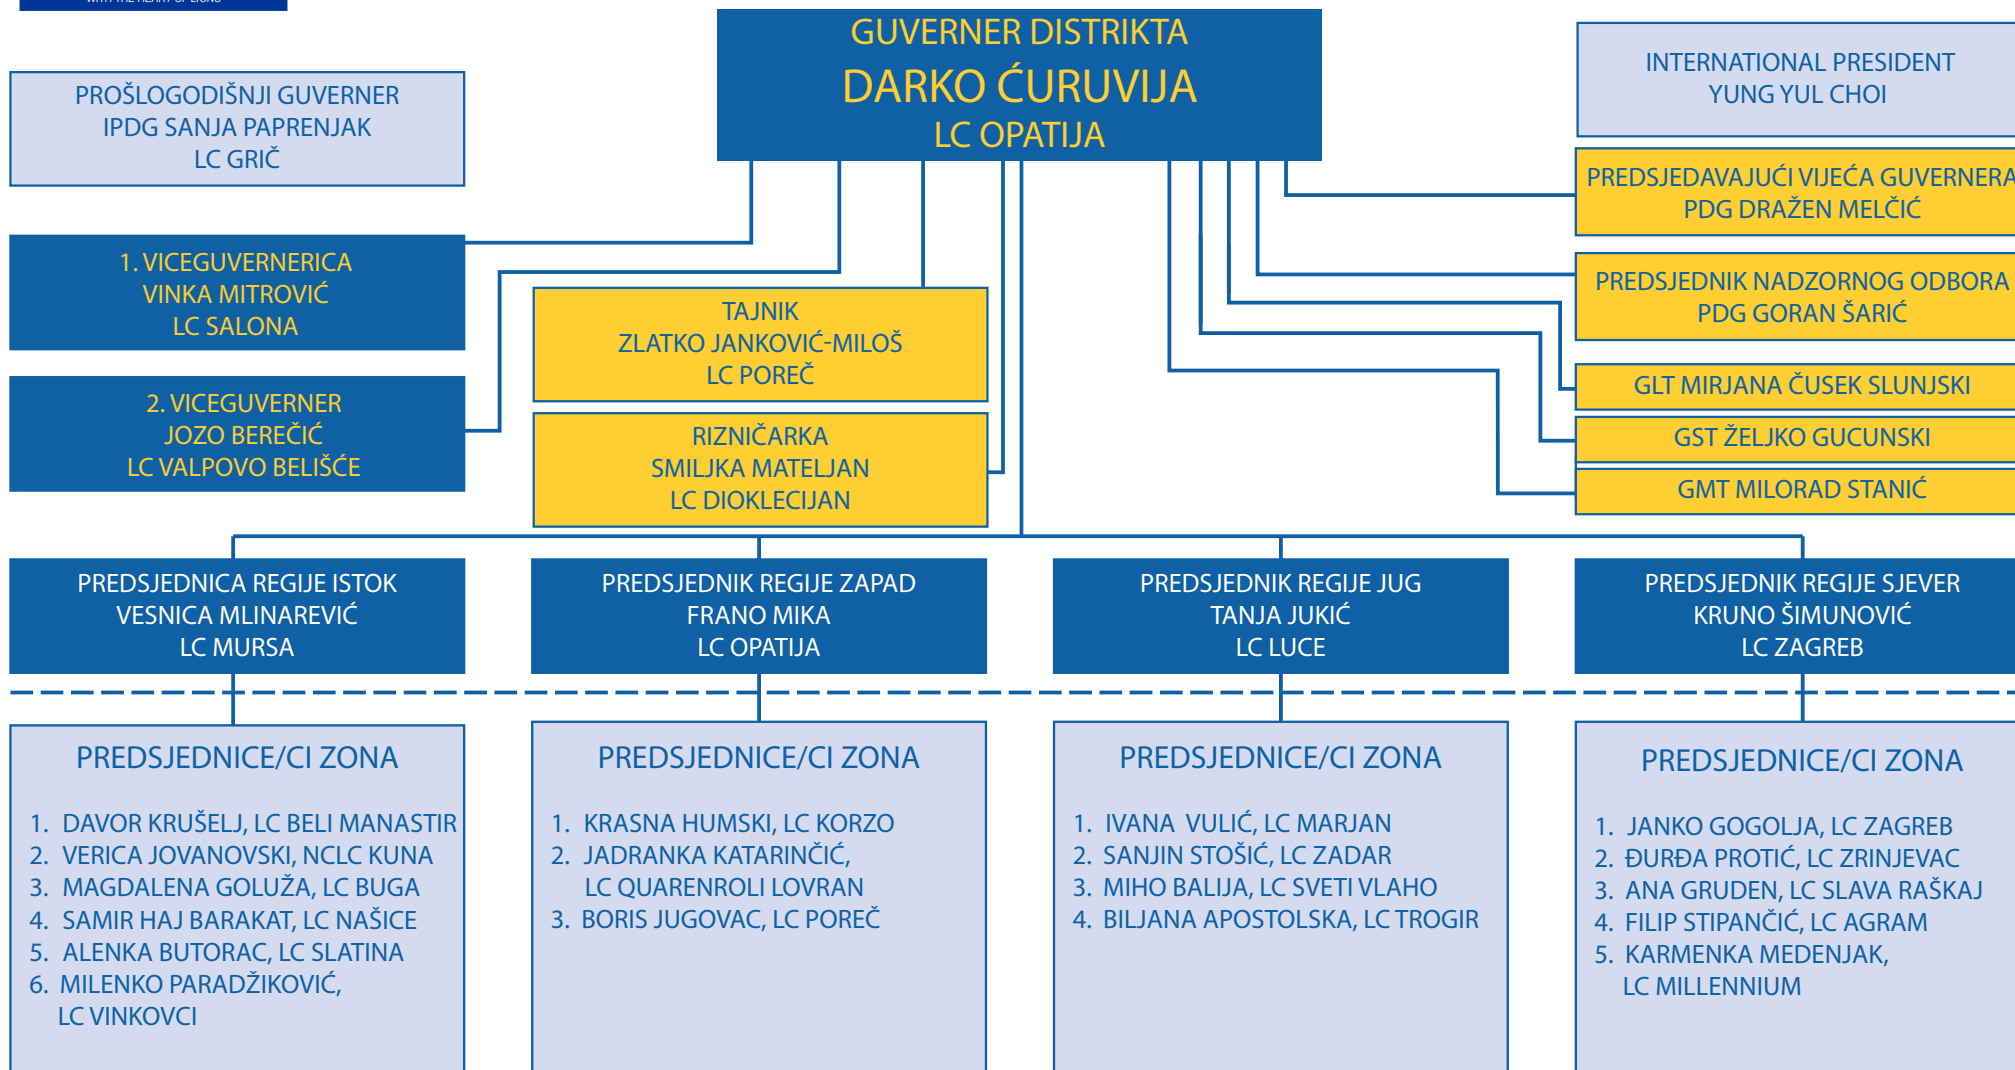 WITH THE HEART OF LIONS
GUVERNER DISTRIKTA
DARKO ĆURUVIJA
LC OPATIJA
PROŠLOGODIŠNJI GUVERNER
IPDG SANJA PAPRENJAK
LC GRIČ
INTERNATIONAL PRESIDENT
YUNG YUL CHOI
PREDSJEDAVAJUĆI VIJEĆA GUVERNERA
PDG DRAŽEN MELČIĆ
1. VICEGUVERNERICA
VINKA MITROVIĆ
LC SALONA
PREDSJEDNIK NADZORNOG ODBORA
PDG GORAN ŠARIĆ
TAJNIK
ZLATKO JANKOVIĆ-MILOŠ
LC POREČ
2. VICEGUVERNER
JOZO BEREČIĆ
LC VALPOVO BELIŠĆE
GLT MIRJANA ČUSEK SLUNJSKI
RIZNIČARKA
SMILJKA MATELJAN
LC DIOKLECIJAN
GST ŽELJKO GUCUNSKI
GMT MILORAD STANIĆ
PREDSJEDNICA REGIJE ISTOK
VESNICA MLINAREVIĆ
LC MURSA
PREDSJEDNIK REGIJE ZAPAD
FRANO MIKA
LC OPATIJA
PREDSJEDNIK REGIJE JUG
TANJA JUKIĆ
LC LUCE
PREDSJEDNIK REGIJE SJEVER
KRUNO ŠIMUNOVIĆ
LC ZAGREB
PREDSJEDNICE/CI ZONA
1. DAVOR KRUŠELJ, LC BELI MANASTIR
2. VERICA JOVANOVSKI, NCLC KUNA
3. MAGDALENA GOLUŽA, LC BUGA
4. SAMIR HAJ BARAKAT, LC NAŠICE
5. ALENKA BUTORAC, LC SLATINA
6. MILENKO PARADŽIKOVIĆ,
LC VINKOVCI
PREDSJEDNICE/CI ZONA
1. KRASNA HUMSKI, LC KORZO
2. JADRANKA KATARINČIĆ,
LC QUARENROLI LOVRAN
3. BORIS JUGOVAC, LC POREČ
PREDSJEDNICE/CI ZONA
1. IVANA VULIĆ, LC MARJAN
2. SANJIN STOŠIĆ, LC ZADAR
3. MIHO BALIJA, LC SVETI VLAHO
4. BILJANA APOSTOLSKA, LC TROGIR
PREDSJEDNICE/CI ZONA
1. JANKO GOGOLJA, LC ZAGREB
2. ĐURĐA PROTIĆ, LC ZRINJEVAC
3. ANA GRUDEN, LC SLAVA RAŠKAJ
4. FILIP STIPANČIĆ, LC AGRAM
5. KARMENKA MEDENJAK,
LC MILLENNIUM